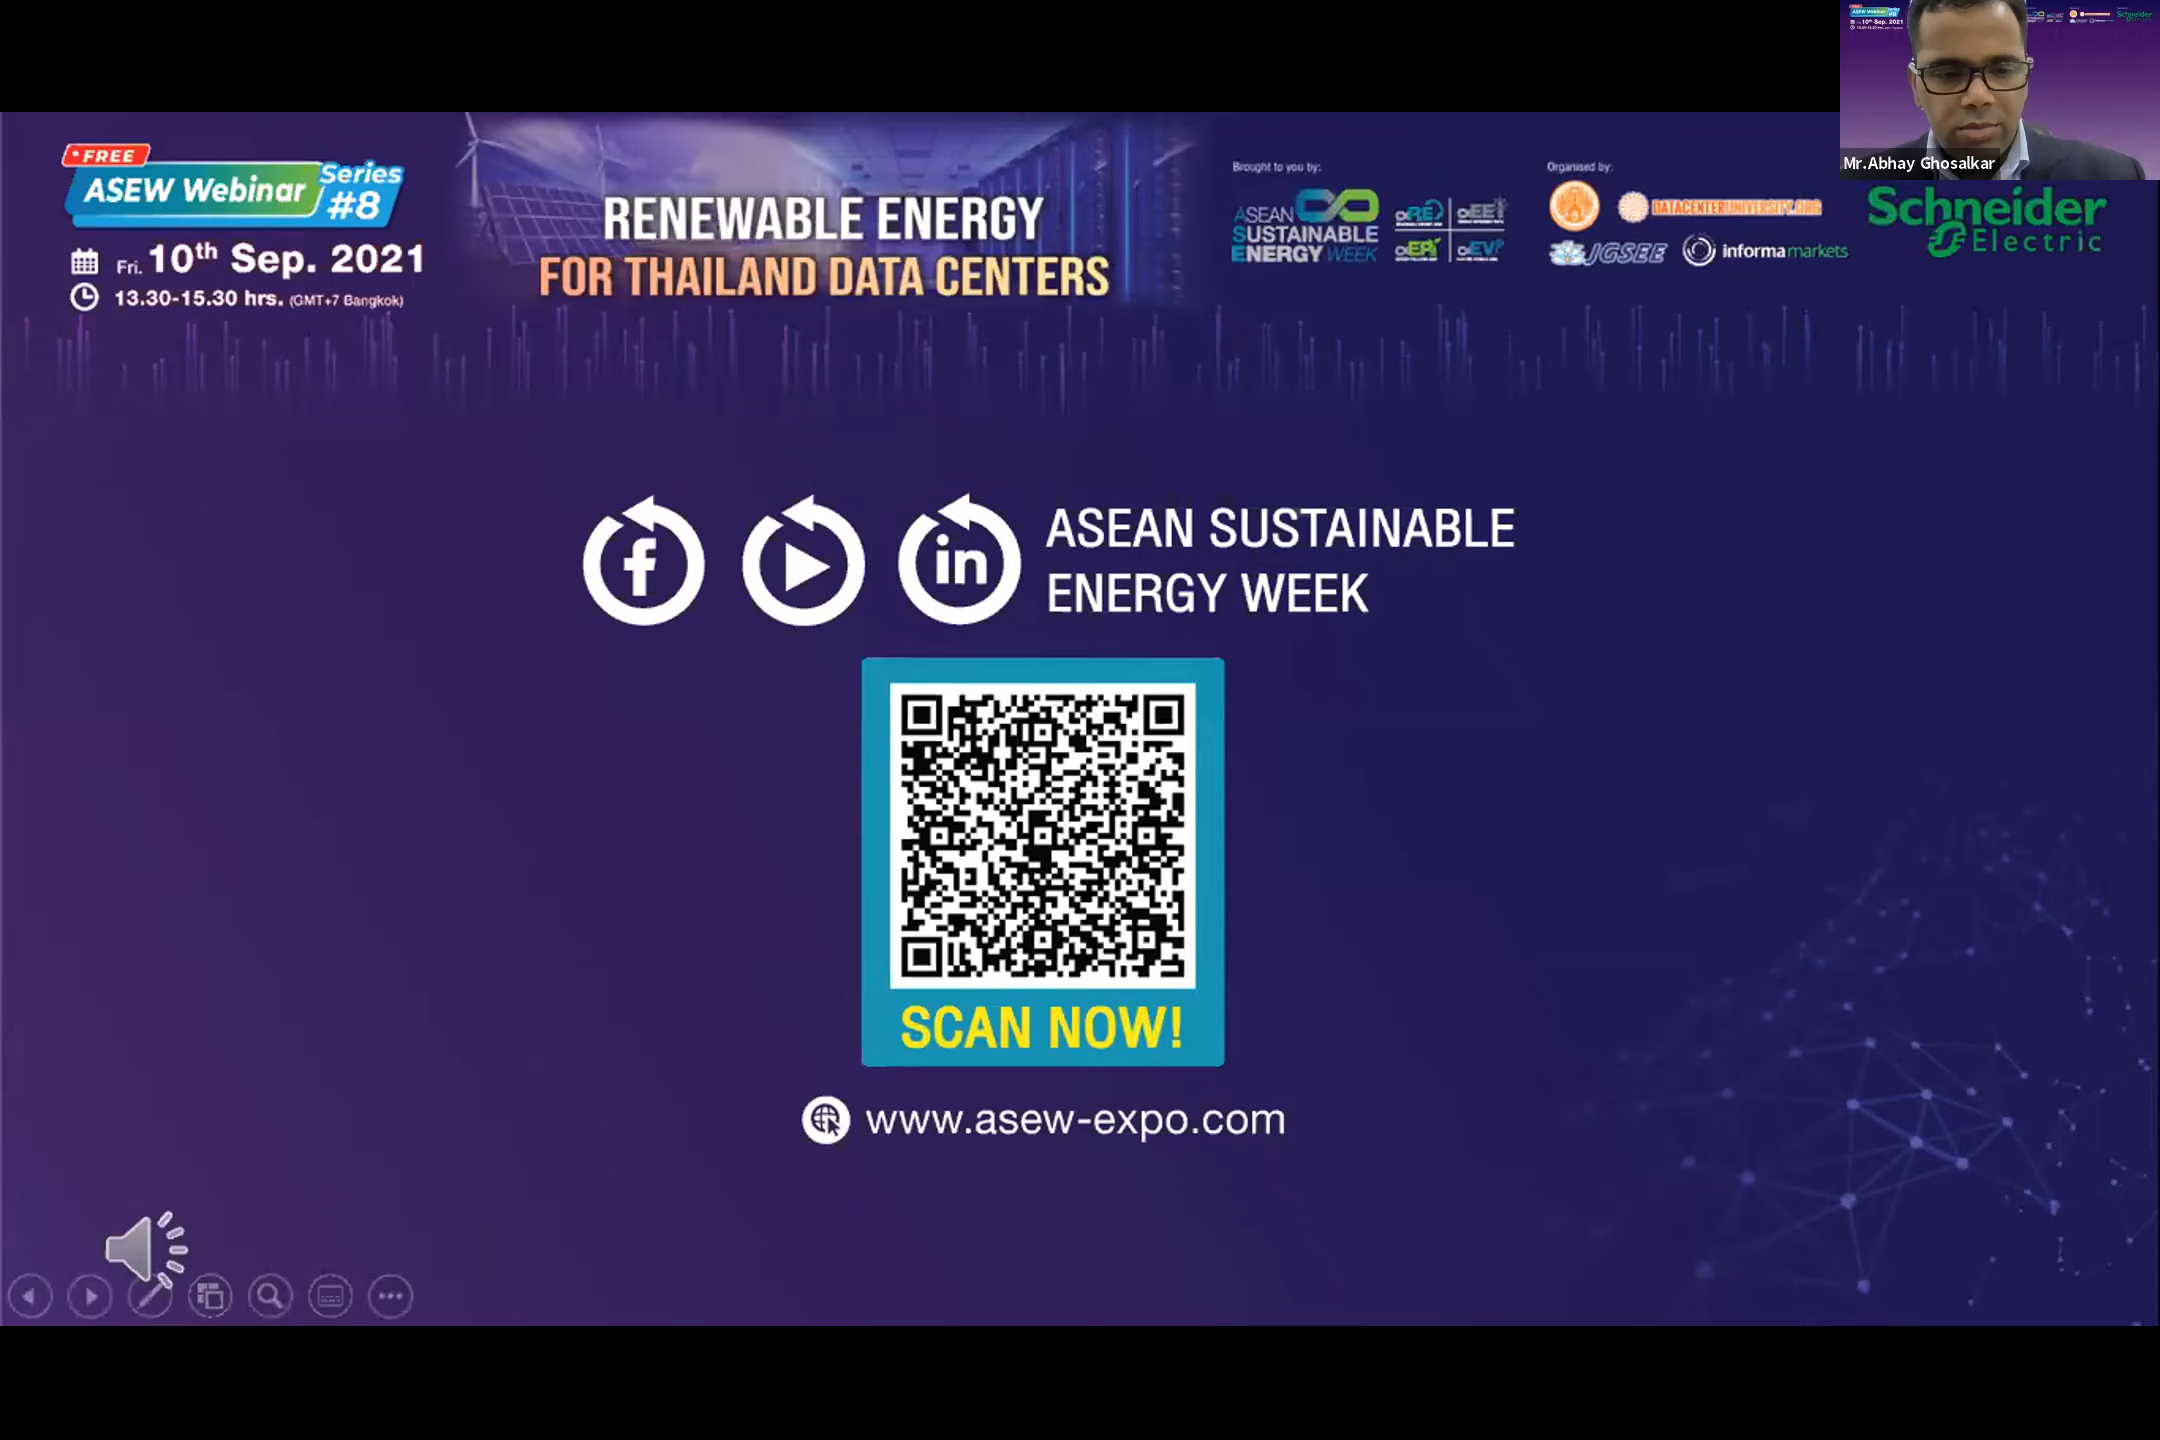 FREE
ASEW Webinar
Series
#8
Fri. 10th Sep. 2021
13.30-15.30 hrs. (GMT+7 Bangkok)
RENEWABLE ENERGY
FOR THAILAND DATA CENTERS
Brought to you by:
ASEAN
SUSTAINABLE
ENERGY WEEK
Organised by:
DATACENTERUNIVERSITY.ORG
JGSEE
informa markets
Schneider
Electric
Mr.Abhay Ghosalkar
f
in
ASEAN SUSTAINABLE
ENERGY WEEK
SCAN NOW!
www.asew-expo.com